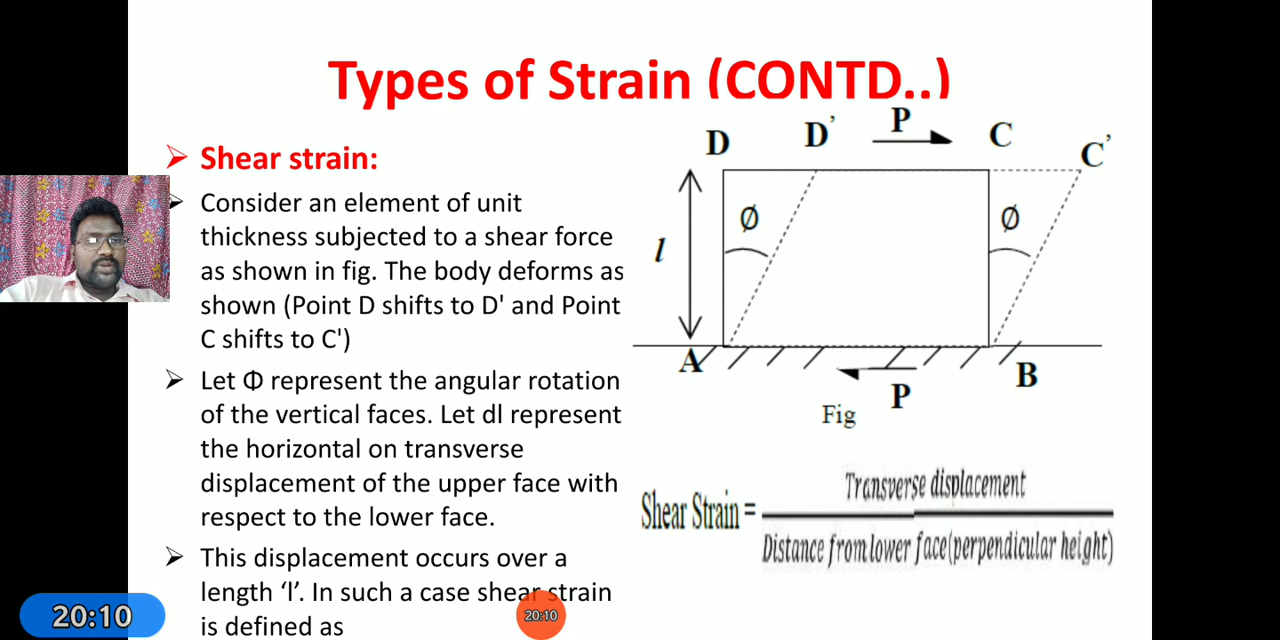 Types of Strain (CONTD..)
➢ Shear strain:
➢ Consider an element of unit
thickness subjected to a shear force
as shown in fig. The body deforms as
shown (Point D shifts to D' and Point
C shifts to C')
➢ Let Φ represent the angular rotation
of the vertical faces. Let dl represent
the horizontal on transverse
displacement of the upper face with
respect to the lower face.
➢ This displacement occurs over a
length ‘l’. In such a case shear strain
is defined as
D D’ P C C’
Ø Ø
l
A B
P
Fig
Shear Strain =
Transverse displacement
Distance from lower face(perpendicular height)
20:10
20:10